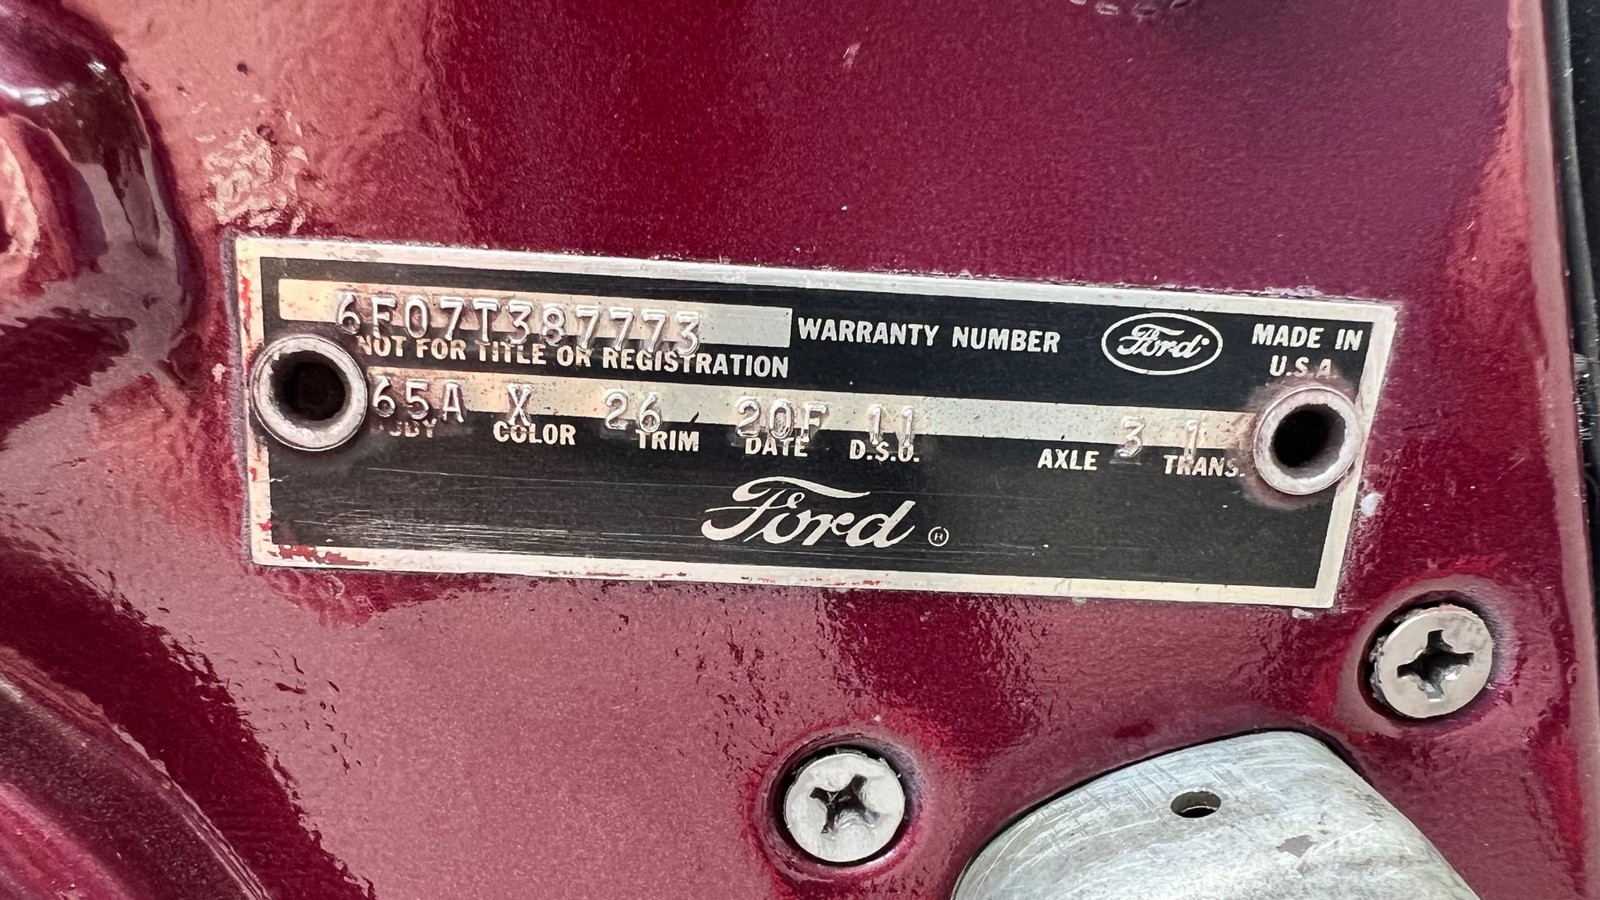 6F07T387773 WARRANTY NUMBER Ford MADE IN U.S.A.
NOT FOR TITLE OR REGISTRATION
65A X 26 20F 11 3 1
BODY COLOR TRIM DATE D.S.O. AXLE TRANS.
Ford ®